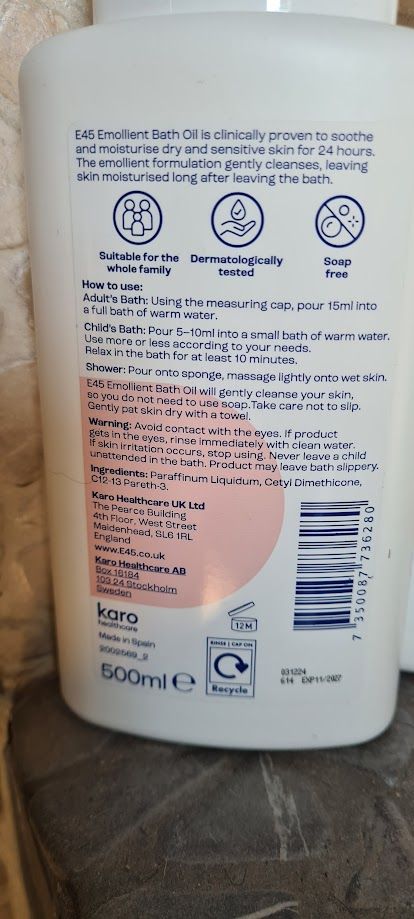 E45 Emollient Bath Oil is clinically proven to soothe
and moisturise dry and sensitive skin for 24 hours.
The emollient formulation gently cleanses, leaving
skin moisturised long after leaving the bath.
Suitable for the
whole family
Dermatologically
tested
Soap
free
How to use:
Adult's Bath: Using the measuring cap, pour 15ml into
a full bath of warm water.
Child's Bath: Pour 5-10ml into a small bath of warm water.
Use more or less according to your needs.
Relax in the bath for at least 10 minutes.
Shower: Pour onto sponge, massage lightly onto wet skin.
E45 Emollient Bath Oil will gently cleanse your skin,
so you do not need to use soap.Take care not to slip.
Gently pat skin dry with a towel.
Warning: Avoid contact with the eyes. If product
gets in the eyes, rinse immediately with clean water.
If skin irritation occurs, stop using. Never leave a child
unattended in the bath. Product may leave bath slippery.
Ingredients: Paraffinum Liquidum, Cetyl Dimethicone,
C12-13 Pareth-3.
Karo Healthcare UK Ltd
The Pearce Building
4th Floor, West Street
Maidenhead, SL6 1RL
England
www.E45.co.uk
Karo Healthcare AB
Box 16184
103 24 Stockholm
Sweden
karo
healthcare
Made in Spain
2002569_2
500ml e
12M
RINSE | CAP ON
Recycle
7 350087 736280
031224
614 EXP11/2027